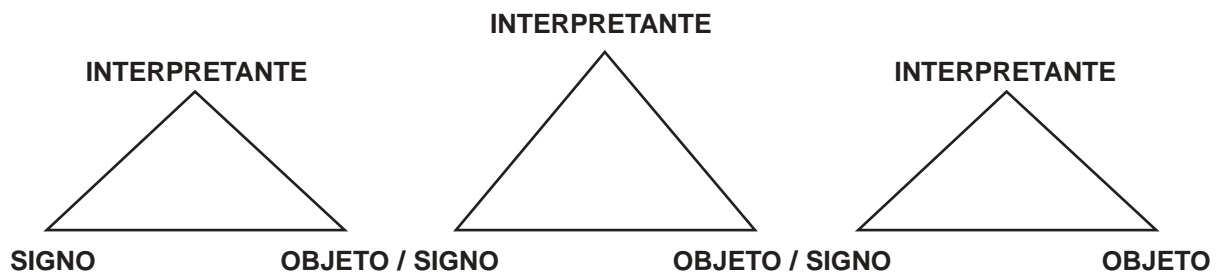 INTERPRETANTE
INTERPRETANTE
INTERPRETANTE
SIGNO
OBJETO / SIGNO
OBJETO / SIGNO
OBJETO